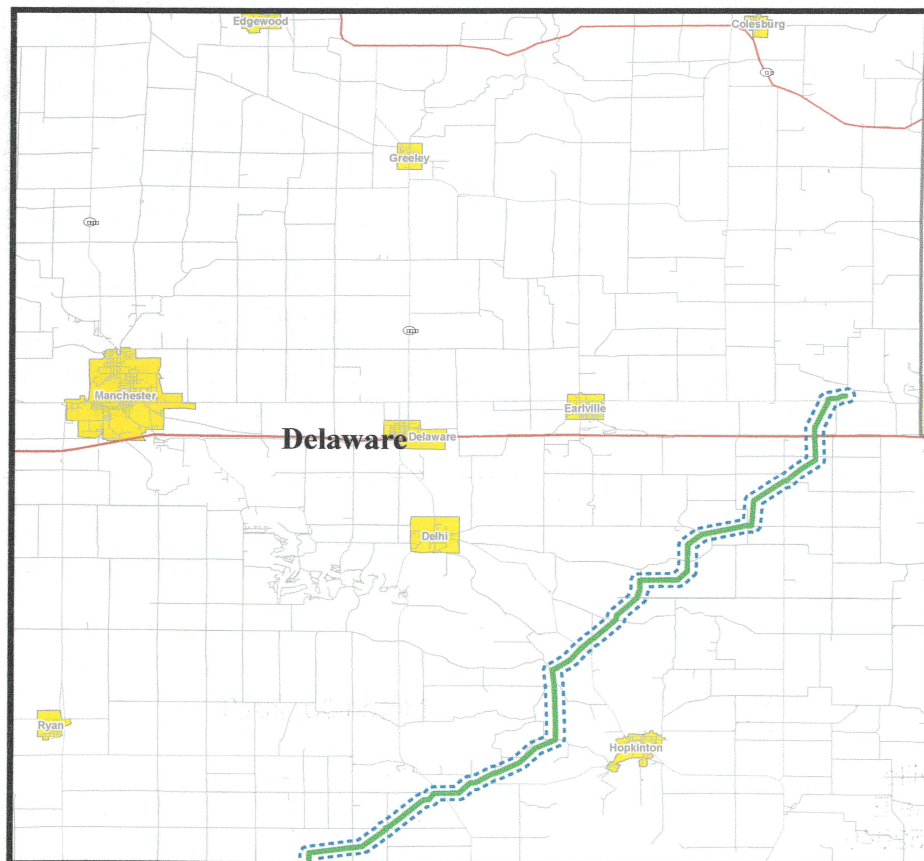 Edgewood
Colesburg
Greeley
Manchester
Earlville
Delaware
Delaware
Delhi
Ryan
Hopkinton